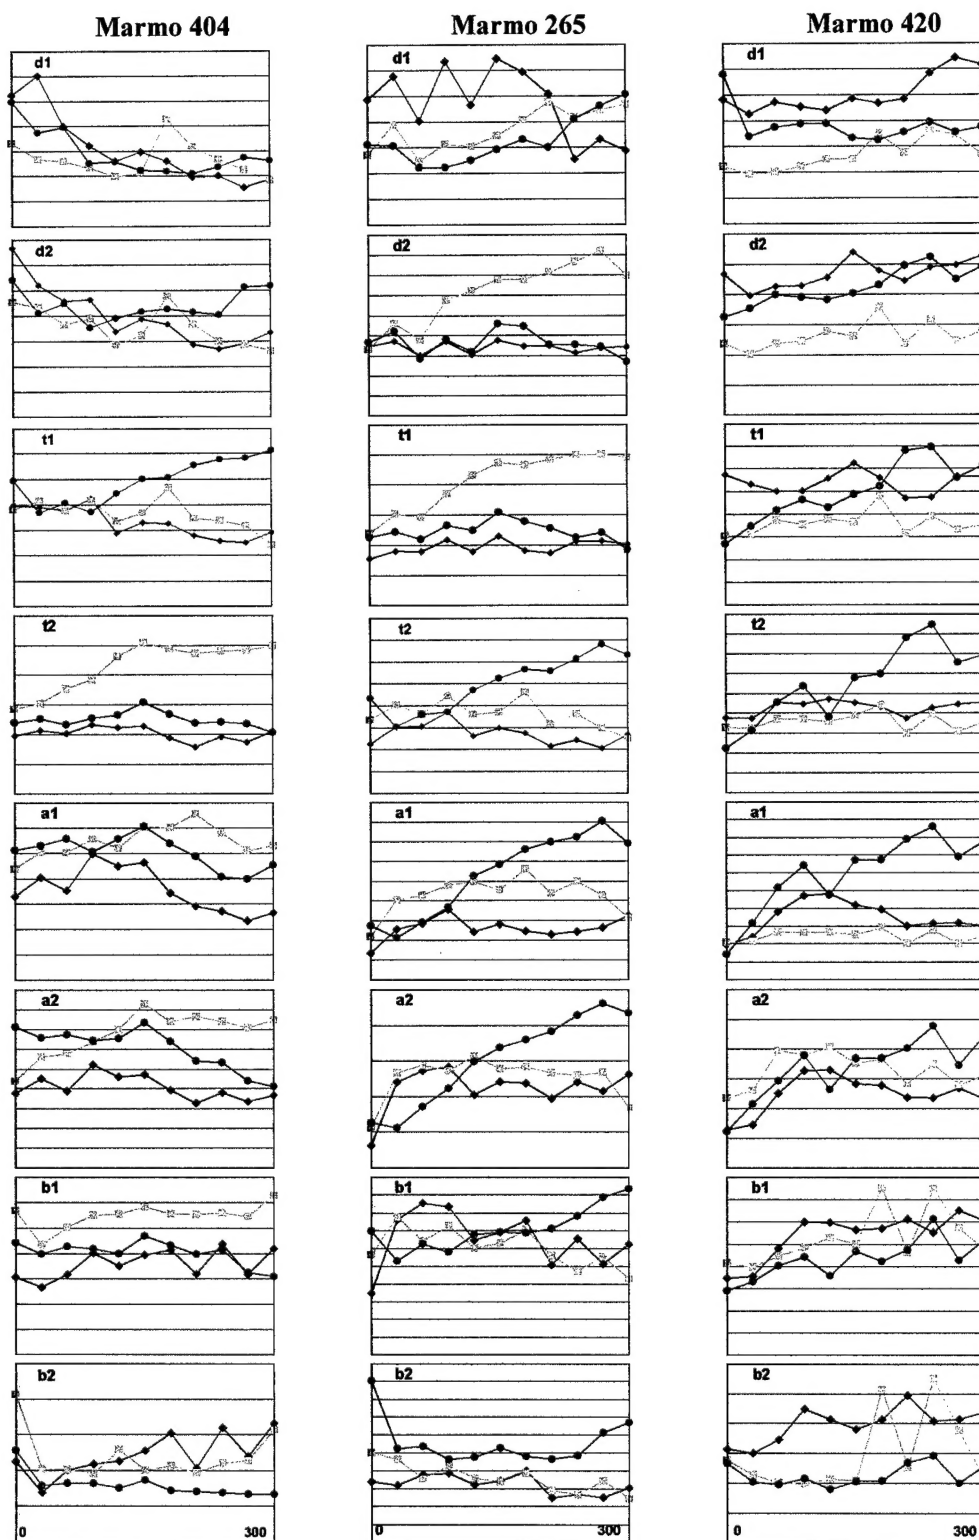 Marmo 404 Marmo 265 Marmo 420
d1 d1 d1
d2 d2 d2
t1 t1 t1
t2 t2 t2
a1 a1 a1
a2 a2 a2
b1 b1 b1
b2 b2 b2
0 300 0 300 0 300